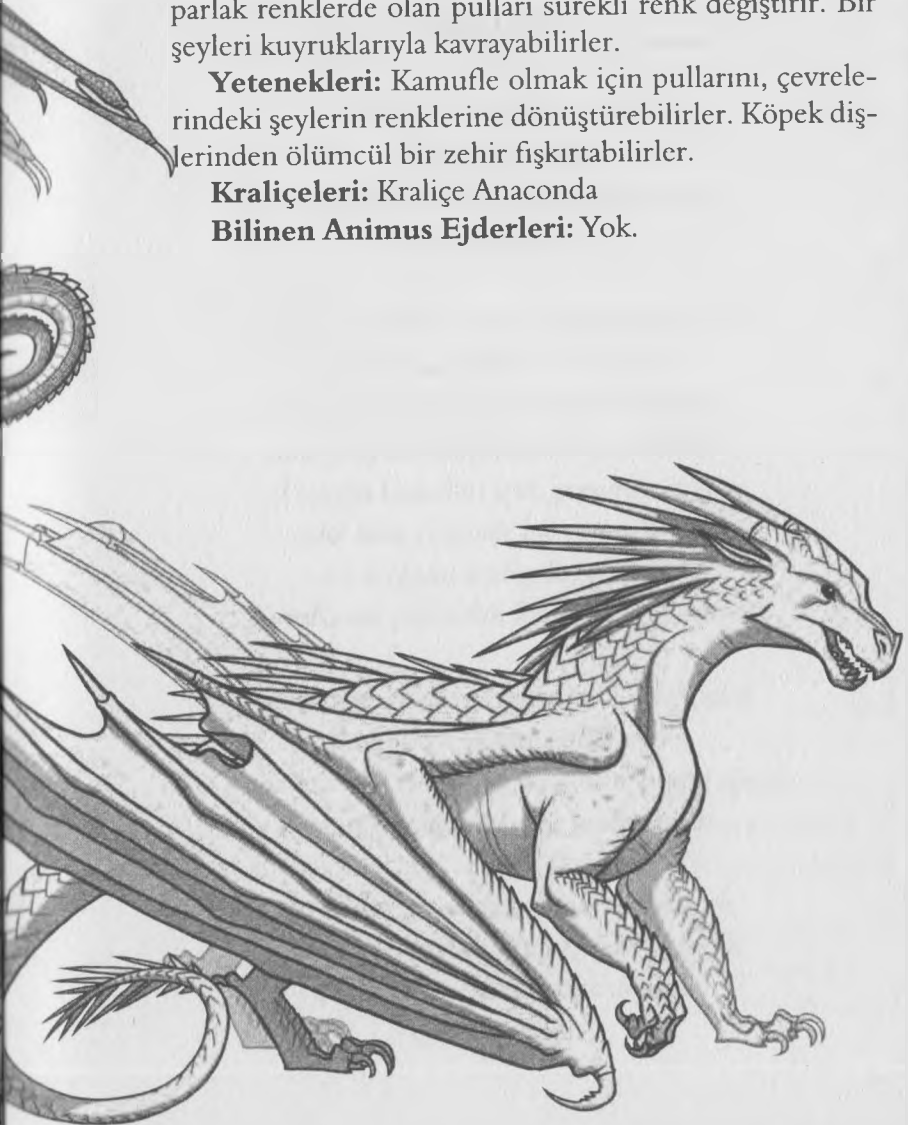 parlak renklerde olan pulları sürekli renk değiştirir. Bir
şeyleri kuyruklarıyla kavrayabilirler.
Yetenekleri: Kamufle olmak için pullarını, çevrele-
rindeki şeylerin renklerine dönüştürebilirler. Köpek diş-
lerinden ölümcül bir zehir fışkırtabilirler.
Kraliçeleri: Kraliçe Anaconda
Bilinen Animus Ejderleri: Yok.